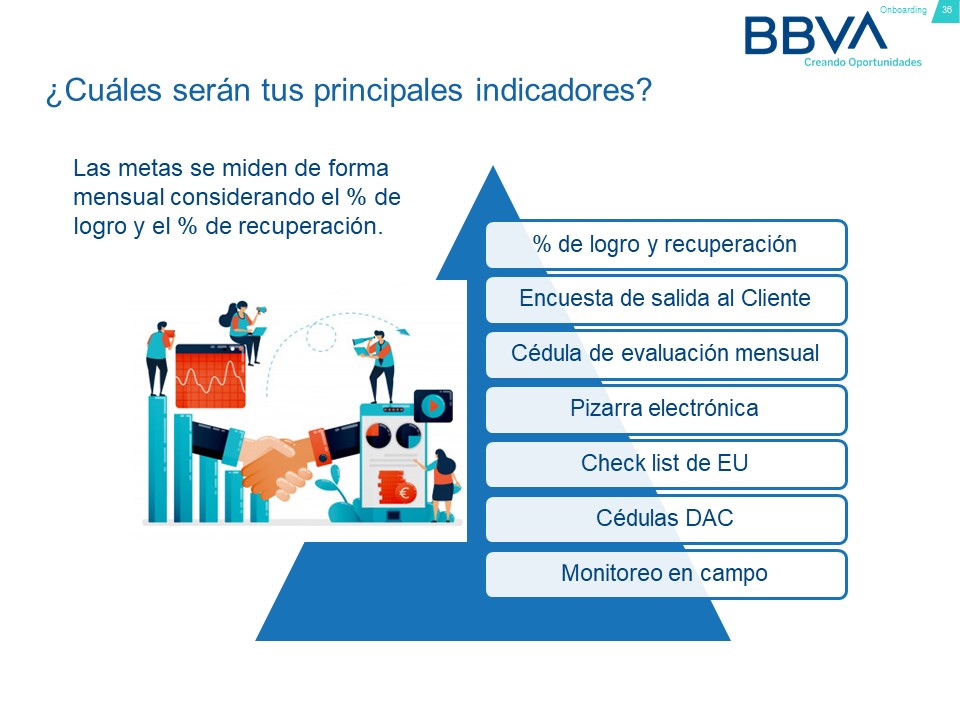 Onboarding 36
BBVA
Creando Oportunidades
¿Cuáles serán tus principales indicadores?
Las metas se miden de forma
mensual considerando el % de
logro y el % de recuperación.
% de logro y recuperación
Encuesta de salida al Cliente
Cédula de evaluación mensual
Pizarra electrónica
Check list de EU
Cédulas DAC
Monitoreo en campo
€